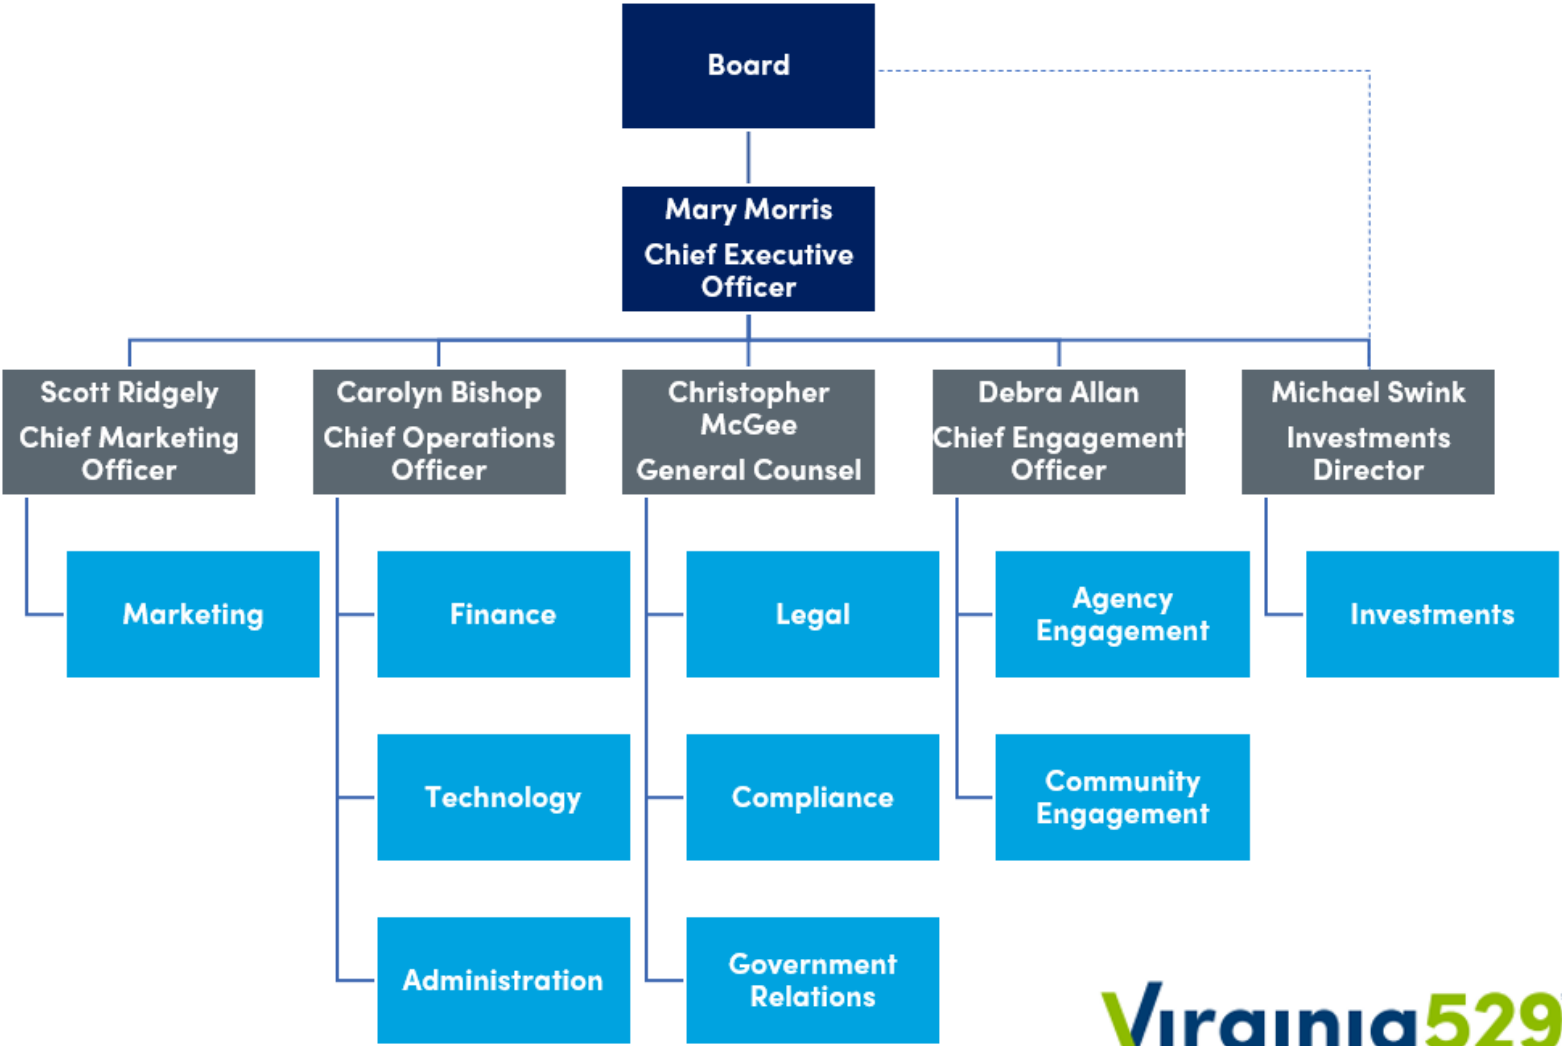 Board
Mary Morris
Chief Executive
Officer
Scott Ridgely
Chief Marketing
Officer
Carolyn Bishop
Chief Operations
Officer
Christopher
McGee
General Counsel
Debra Allan
Chief Engagement
Officer
Michael Swink
Investments
Director
Marketing
Finance
Legal
Agency
Engagement
Investments
Technology
Compliance
Community
Engagement
Administration
Government
Relations
Virginia529